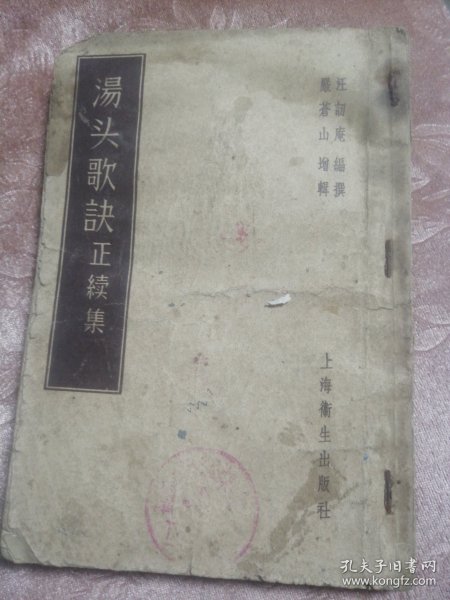 汪訒庵 編撰
嚴蒼山 增輯
湯头歌訣正續集
上海衛生出版社
孔夫子旧书网
www.kongfz.com